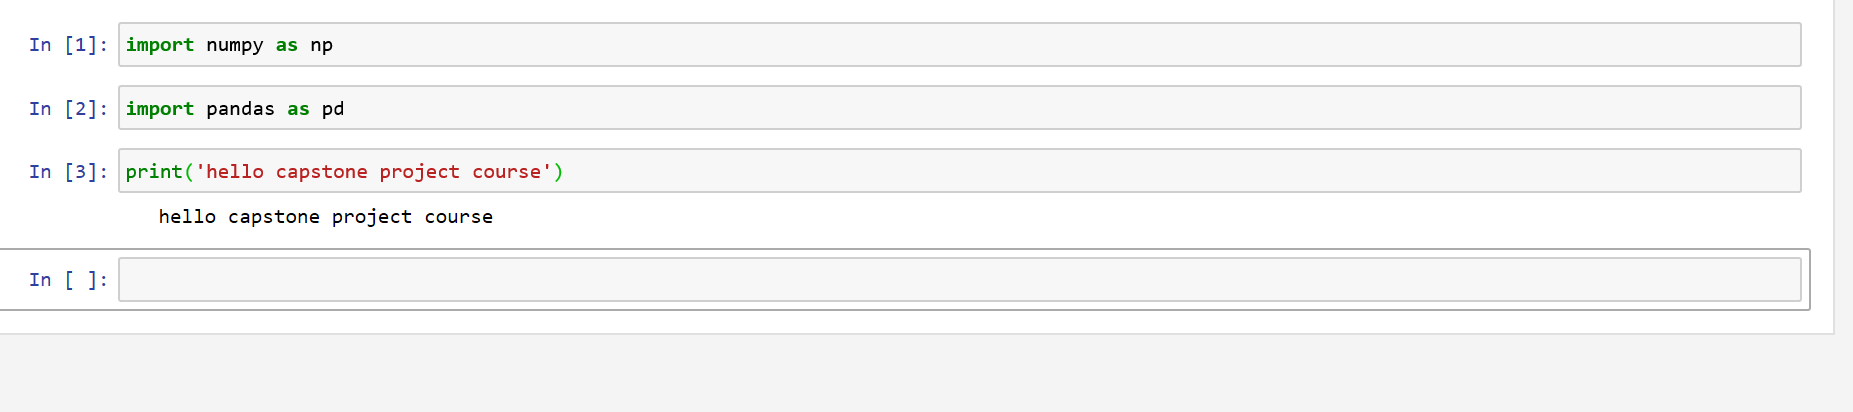 In [1]: import numpy as np
In [2]: import pandas as pd
In [3]: print('hello capstone project course')
hello capstone project course
In [ ]: